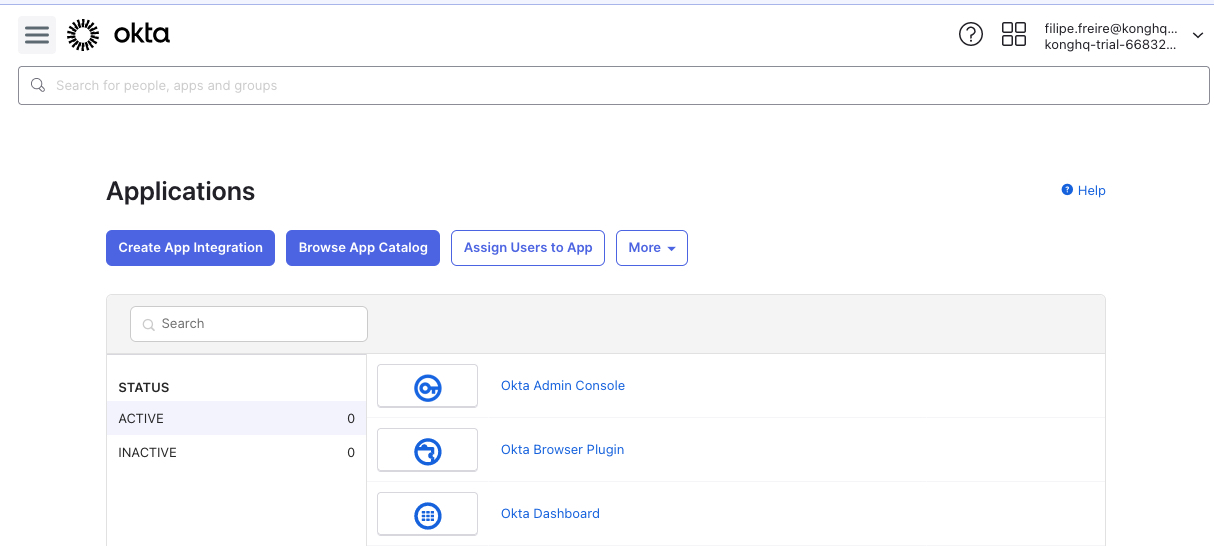 okta
filipe.freire@konghq...
konghq-trial-66832...
Search for people, apps and groups
Applications
Help
Create App Integration
Browse App Catalog
Assign Users to App
More
Search
STATUS
ACTIVE 0
INACTIVE 0
Okta Admin Console
Okta Browser Plugin
Okta Dashboard